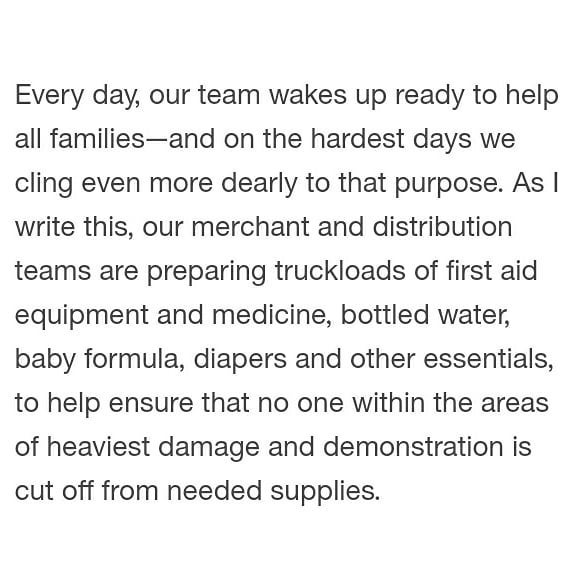 Every day, our team wakes up ready to help
all families—and on the hardest days we
cling even more dearly to that purpose. As I
write this, our merchant and distribution
teams are preparing truckloads of first aid
equipment and medicine, bottled water,
baby formula, diapers and other essentials,
to help ensure that no one within the areas
of heaviest damage and demonstration is
cut off from needed supplies.